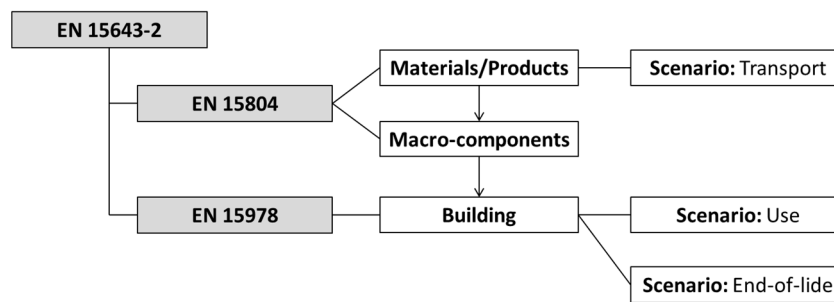 EN 15643-2
Materials/Products
Scenario: Transport
EN 15804
Macro-components
EN 15978
Building
Scenario: Use
Scenario: End-of-lide